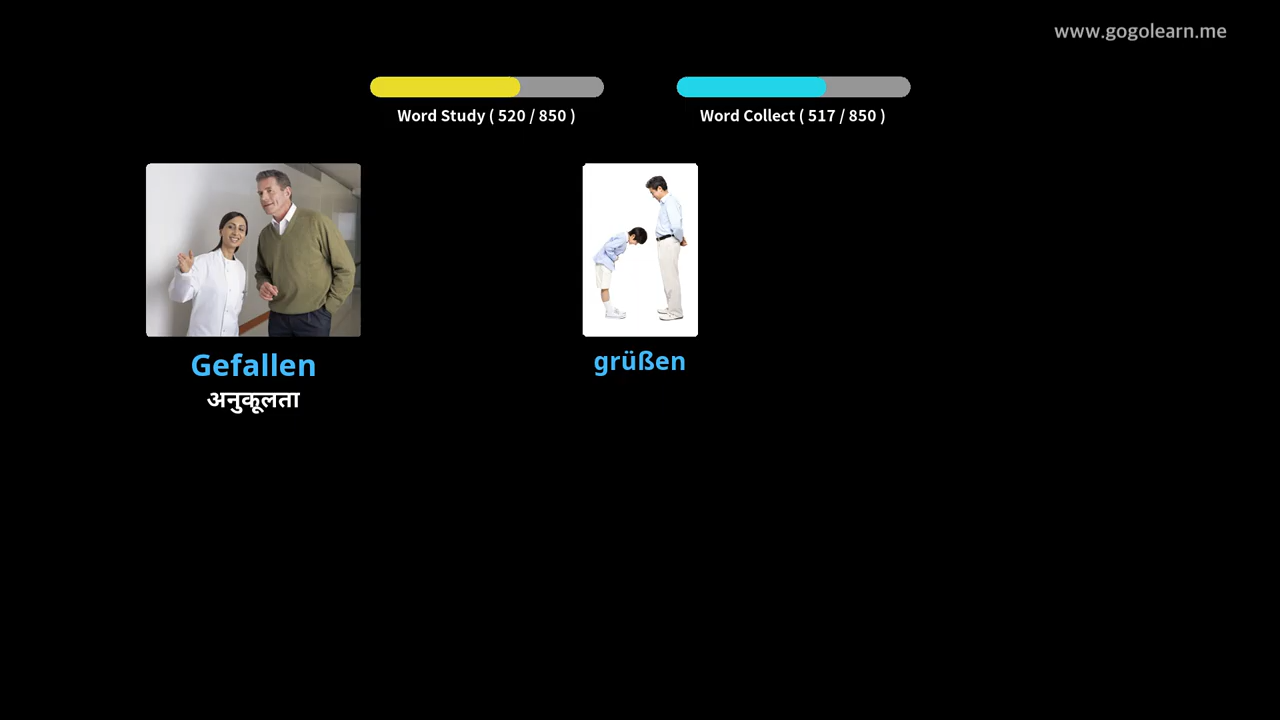 www.gogolearn.me
Word Study ( 520 / 850 )
Word Collect ( 517 / 850 )
Gefallen
अनुकूलता
grüßen